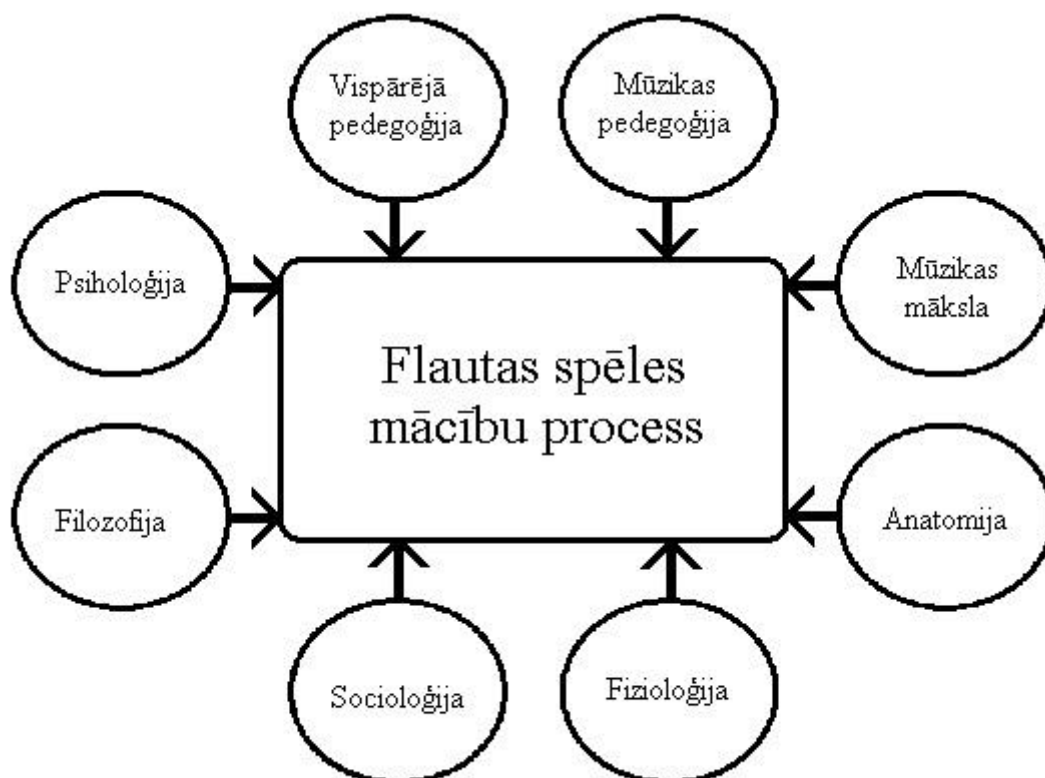 Vispārējā
pedegoģija
Mūzikas
pedegoģija
Psiholoģija
Mūzikas
māksla
Flautas spēles
mācību process
Filozofija
Anatomija
Socioloģija
Fizioloģija